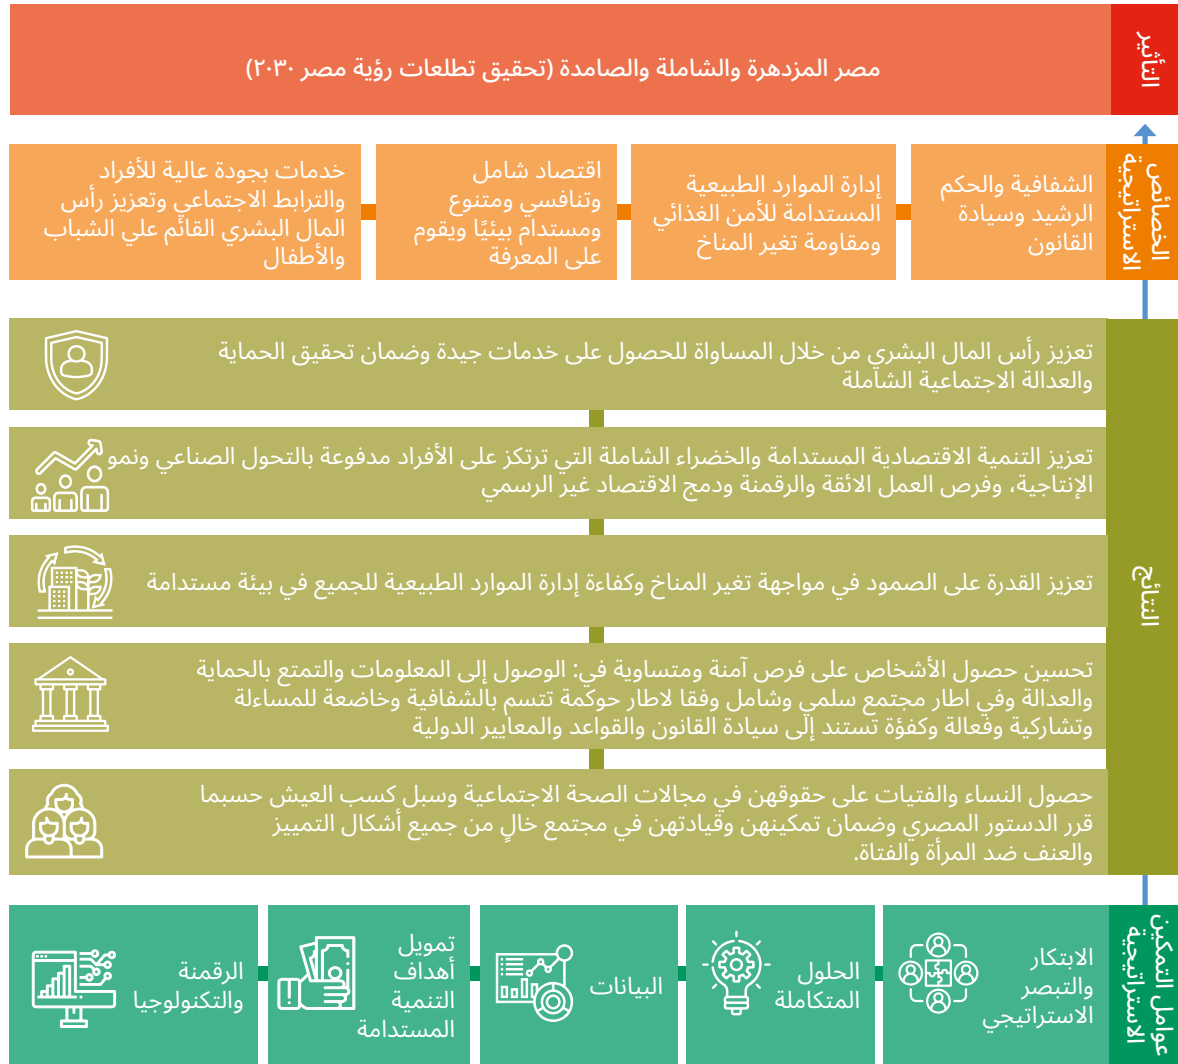 التأثير
مصر المزدهرة والشاملة والصامدة (تحقيق تطلعات رؤية مصر ٢٠٣٠)
الخصائص
الاستراتيجية
الشفافية والحكم
الرشيد وسيادة
القانون
إدارة الموارد الطبيعية
المستدامة للأمن الغذائي
ومقاومة تغير المناخ
اقتصاد شامل
وتنافسي ومتنوع
ومستدام بيئيًا ويقوم
على المعرفة
خدمات بجودة عالية للأفراد
والترابط الاجتماعي وتعزيز رأس
المال البشري القائم علي الشباب
والأطفال
النتائج
تعزيز رأس المال البشري من خلال المساواة للحصول على خدمات جيدة وضمان تحقيق الحماية
والعدالة الاجتماعية الشاملة
تعزيز التنمية الاقتصادية المستدامة والخضراء الشاملة التي ترتكز على الأفراد مدفوعة بالتحول الصناعي ونمو
الإنتاجية، وفرص العمل الائقة والرقمنة ودمج الاقتصاد غير الرسمي
تعزيز القدرة على الصمود في مواجهة تغير المناخ وكفاءة إدارة الموارد الطبيعية للجميع في بيئة مستدامة
تحسين حصول الأشخاص على فرص آمنة ومتساوية في: الوصول إلى المعلومات والتمتع بالحماية
والعدالة وفي اطار مجتمع سلمي وشامل وفقا لاطار حوكمة تتسم بالشفافية وخاضعة للمساءلة
وتشاركية وفعالة وكفؤة تستند إلى سيادة القانون والقواعد والمعايير الدولية
حصول النساء والفتيات على حقوقهن في مجالات الصحة الاجتماعية وسبل كسب العيش حسبما
قرر الدستور المصري وضمان تمكينهن وقيادتهن في مجتمع خالٍ من جميع أشكال التمييز
والعنف ضد المرأة والفتاة.
عوامل التمكين
الاستراتيجية
الابتكار
والتبصر
الاستراتيجي
الحلول
المتكاملة
البيانات
تمويل
أهداف
التنمية
المستدامة
الرقمنة
والتكنولوجيا